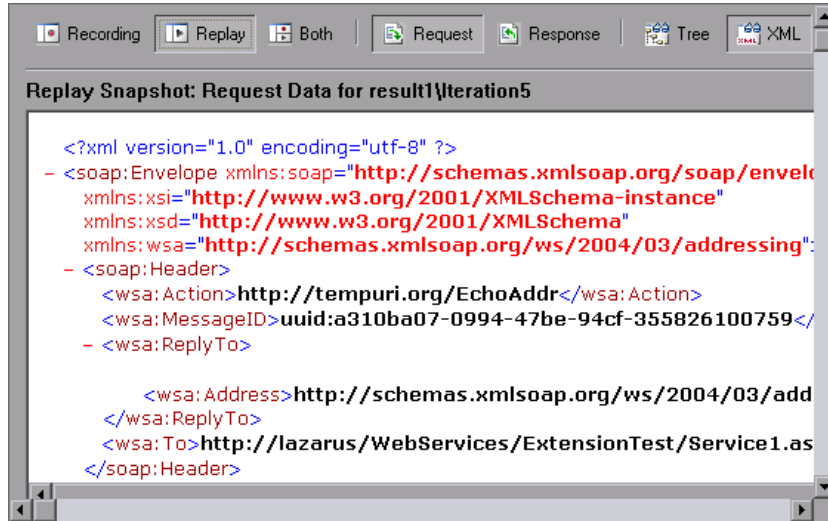 Recording Replay Both Request Response Tree XML
Replay Snapshot: Request Data for result1\Iteration5
<?xml version="1.0" encoding="utf-8" ?>
– <soap:Envelope xmlns:soap="http://schemas.xmlsoap.org/soap/envelo
xmlns:xsi="http://www.w3.org/2001/XMLSchema-instance"
xmlns:xsd="http://www.w3.org/2001/XMLSchema"
xmlns:wsa="http://schemas.xmlsoap.org/ws/2004/03/addressing">
– <soap:Header>
<wsa:Action>http://tempuri.org/EchoAddr</wsa:Action>
<wsa:MessageID>uuid:a310ba07-0994-47be-94cf-355826100759</
– <wsa:ReplyTo>
<wsa:Address>http://schemas.xmlsoap.org/ws/2004/03/add
</wsa:ReplyTo>
<wsa:To>http://lazarus/WebServices/ExtensionTest/Service1.as
</soap:Header>